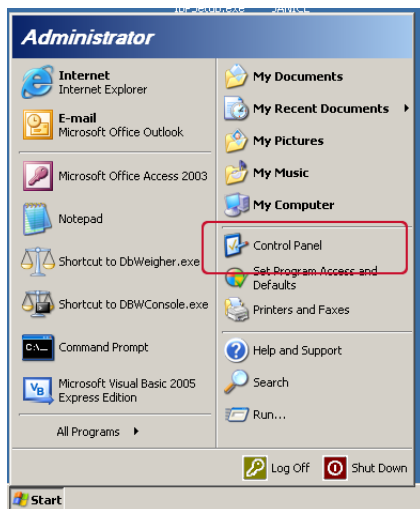 Administrator
Internet
Internet Explorer
E-mail
Microsoft Office Outlook
Microsoft Office Access 2003
Notepad
Shortcut to DbWeigher.exe
Shortcut to DBWConsole.exe
C:\_
Command Prompt
VB
Microsoft Visual Basic 2005
Express Edition
All Programs
My Documents
My Recent Documents
My Pictures
My Music
My Computer
Control Panel
Set Program Access and
Defaults
Printers and Faxes
Help and Support
Search
Run...
Log Off
Shut Down
Start